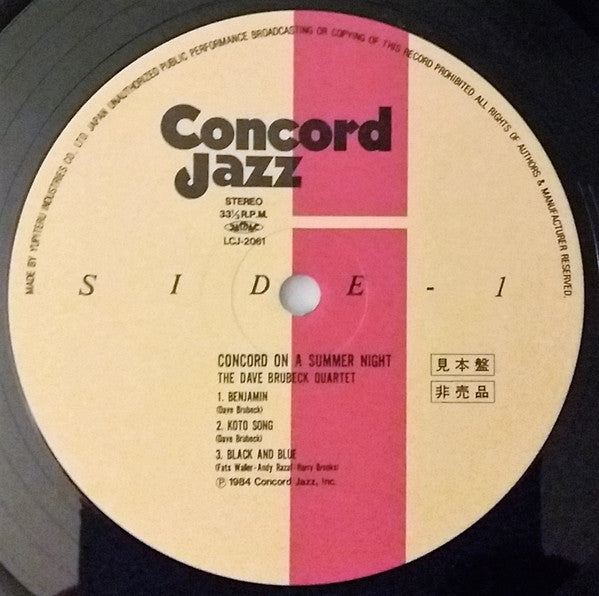 MADE BY YUPITERU INDUSTRIES CO., LTD. JAPAN UNAUTHORIZED PUBLIC PERFORMANCE BROADCASTING OR COPYING OF THIS RECORD PROHIBITED ALL RIGHTS OF AUTHORS & MANUFACTURER RESERVED.
Concord
Jazz
STEREO
33⅓ R.P.M.
LCJ-2061
SIDE-1
CONCORD ON A SUMMER NIGHT
THE DAVE BRUBECK QUARTET
1. BENJAMIN
(Dave Brubeck)
2. KOTO SONG
(Dave Brubeck)
3. BLACK AND BLUE
(Fats Waller-Andy Razaf-Harry Brooks)
℗ 1984 Concord Jazz, Inc.
見本盤
非売品